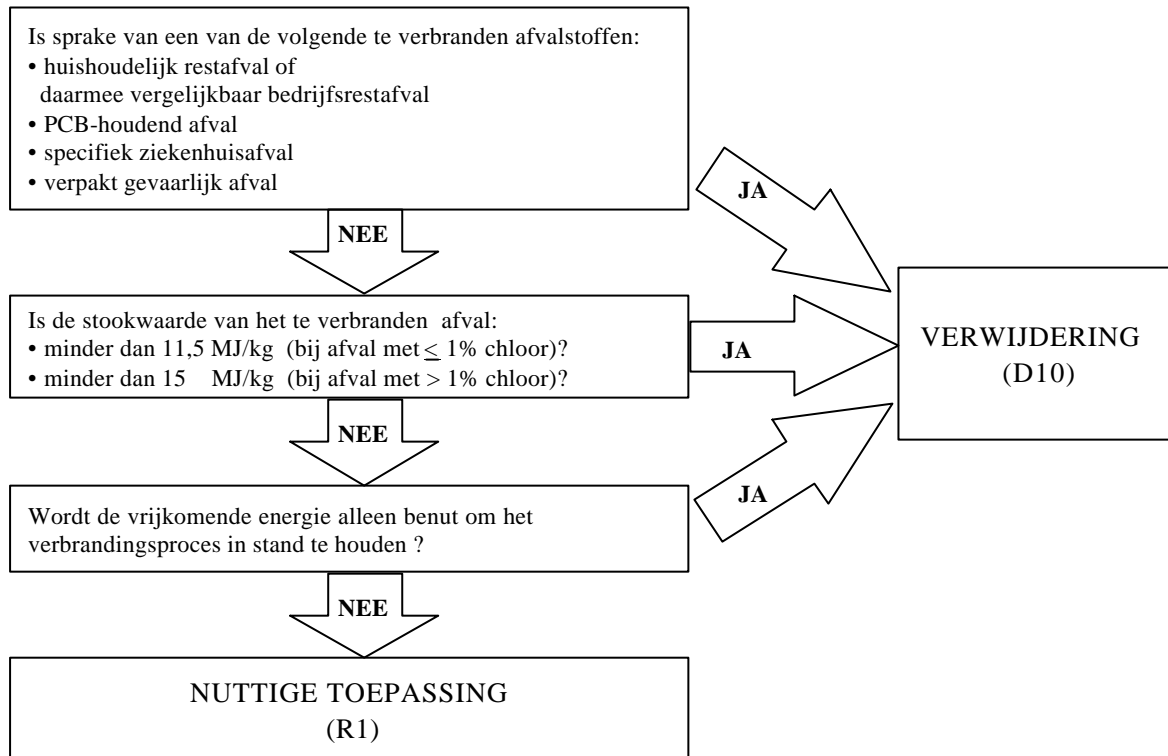 Is sprake van een van de volgende te verbranden afvalstoffen:
• huishoudelijk restafval of
daarmee vergelijkbaar bedrijfsrestafval
• PCB-houdend afval
• specifiek ziekenhuisafval
• verpakt gevaarlijk afval
JA
NEE
Is de stookwaarde van het te verbranden afval:
• minder dan 11,5 MJ/kg (bij afval met ≤ 1% chloor)?
• minder dan 15 MJ/kg (bij afval met > 1% chloor)?
JA
VERWIJDERING
(D10)
NEE
JA
Wordt de vrijkomende energie alleen benut om het
verbrandingsproces in stand te houden ?
NEE
NUTTIGE TOEPASSING
(R1)